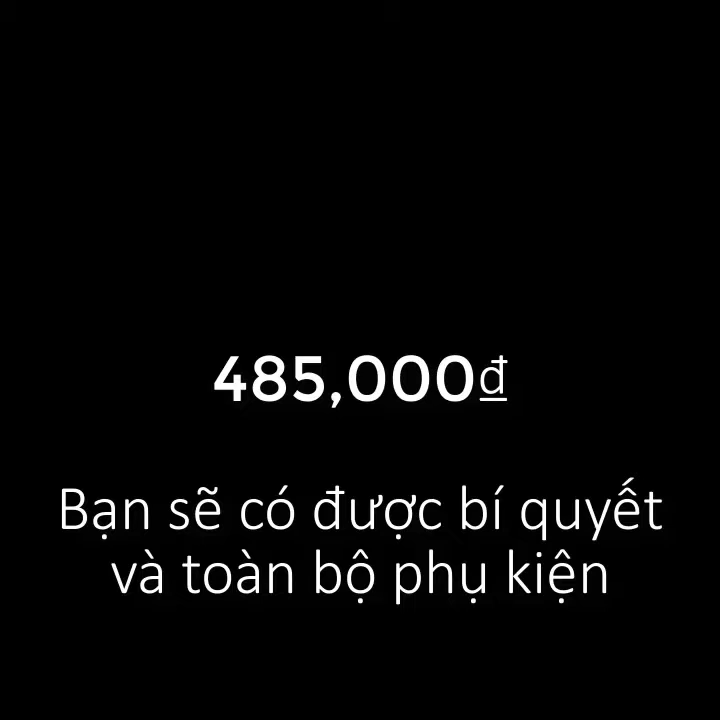 485,000₫
Bạn sẽ có được bí quyết
và toàn bộ phụ kiện